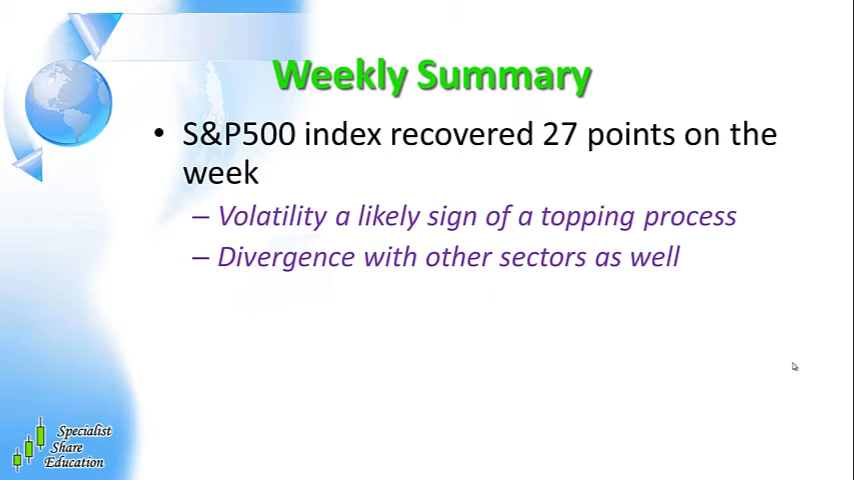 Weekly Summary
• S&P500 index recovered 27 points on the
week
– Volatility a likely sign of a topping process
– Divergence with other sectors as well
Specialist
Share
Education